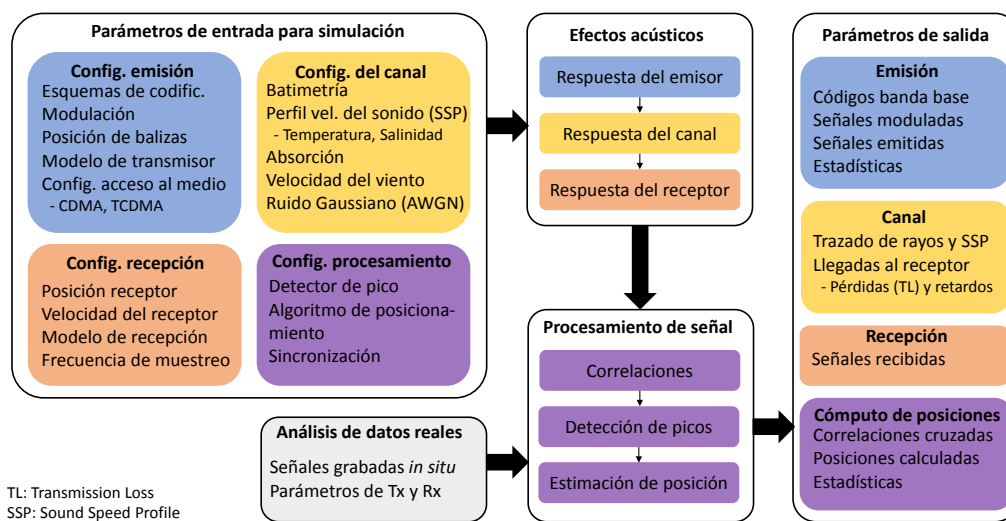 Parámetros de entrada para simulación
Config. emisión
Esquemas de codific.
Modulación
Posición de balizas
Modelo de transmisor
Config. acceso al medio
- CDMA, TCDMA
Config. del canal
Batimetría
Perfil vel. del sonido (SSP)
- Temperatura, Salinidad
Absorción
Velocidad del viento
Ruido Gaussiano (AWGN)
Config. recepción
Posición receptor
Velocidad del receptor
Modelo de recepción
Frecuencia de muestreo
Config. procesamiento
Detector de pico
Algoritmo de posiciona-
miento
Sincronización
Análisis de datos reales
Señales grabadas in situ
Parámetros de Tx y Rx
TL: Transmission Loss
SSP: Sound Speed Profile
Efectos acústicos
Respuesta del emisor
Respuesta del canal
Respuesta del receptor
Procesamiento de señal
Correlaciones
Detección de picos
Estimación de posición
Parámetros de salida
Emisión
Códigos banda base
Señales moduladas
Señales emitidas
Estadísticas
Canal
Trazado de rayos y SSP
Llegadas al receptor
- Pérdidas (TL) y retardos
Recepción
Señales recibidas
Cómputo de posiciones
Correlaciones cruzadas
Posiciones calculadas
Estadísticas